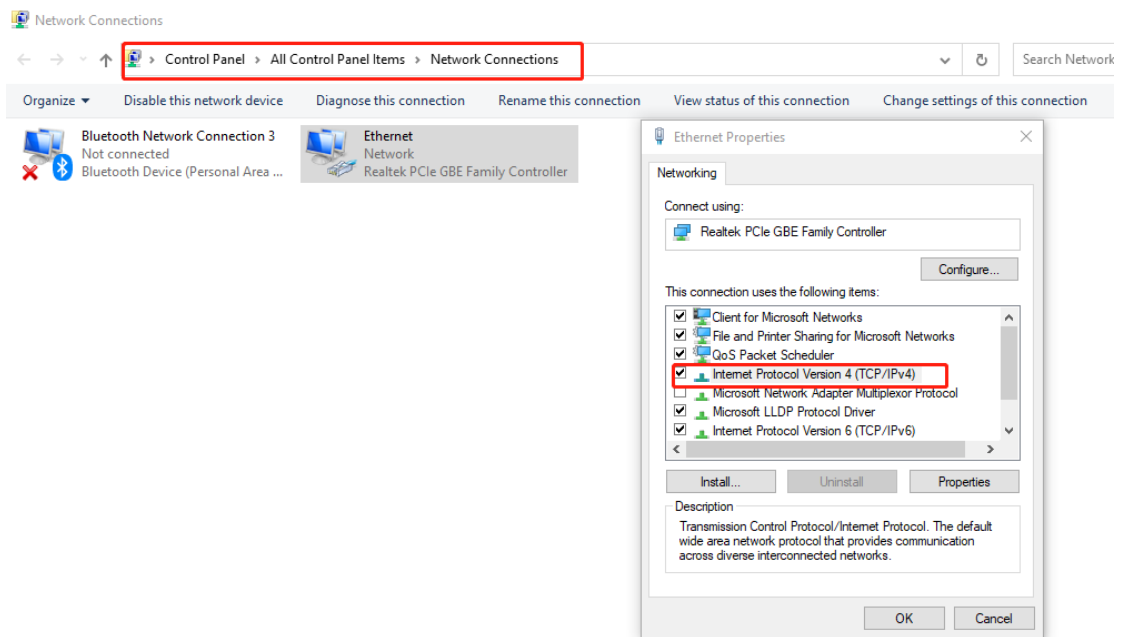 Network Connections
Control Panel > All Control Panel Items > Network Connections
Search Network
Organize
Disable this network device
Diagnose this connection
Rename this connection
View status of this connection
Change settings of this connection
Bluetooth Network Connection 3
Not connected
Bluetooth Device (Personal Area ...
Ethernet
Network
Realtek PCIe GBE Family Controller
Ethernet Properties
Networking
Connect using:
Realtek PCIe GBE Family Controller
Configure...
This connection uses the following items:
Client for Microsoft Networks
File and Printer Sharing for Microsoft Networks
QoS Packet Scheduler
Internet Protocol Version 4 (TCP/IPv4)
Microsoft Network Adapter Multiplexor Protocol
Microsoft LLDP Protocol Driver
Internet Protocol Version 6 (TCP/IPv6)
Install...
Uninstall
Properties
Description
Transmission Control Protocol/Internet Protocol. The default
wide area network protocol that provides communication
across diverse interconnected networks.
OK
Cancel